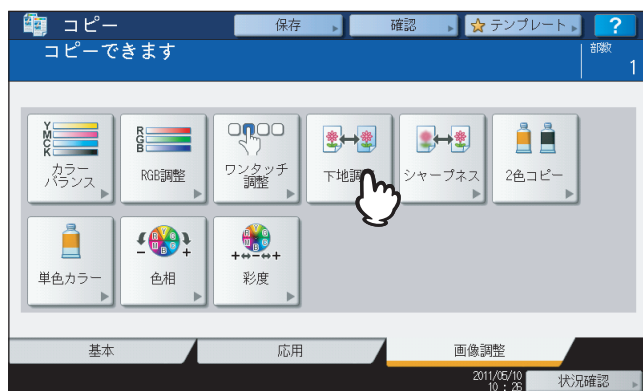 コピー
保存
確認
テンプレート
?
コピーできます
部数
1
Y
M
C
K
カラー
バランス
R
G
B
RGB調整
ワンタッチ
調整
下地調
シャープネス
2色コピー
単色カラー
色相
彩度
基本
応用
画像調整
2011/05/10
10:26
状況確認